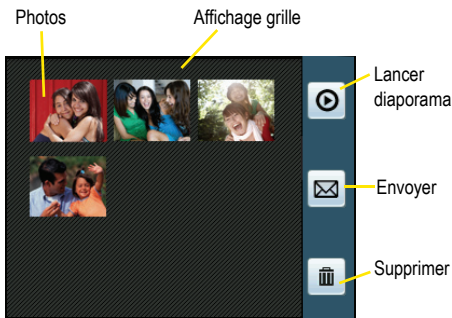 Photos
Affichage grille
Lancer
diaporama
Envoyer
Supprimer